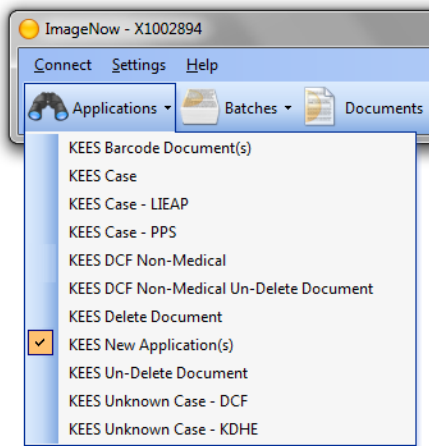 ImageNow - X1002894
Connect Settings Help
Applications Batches Documents
KEES Barcode Document(s)
KEES Case
KEES Case - LIEAP
KEES Case - PPS
KEES DCF Non-Medical
KEES DCF Non-Medical Un-Delete Document
KEES Delete Document
KEES New Application(s)
KEES Un-Delete Document
KEES Unknown Case - DCF
KEES Unknown Case - KDHE